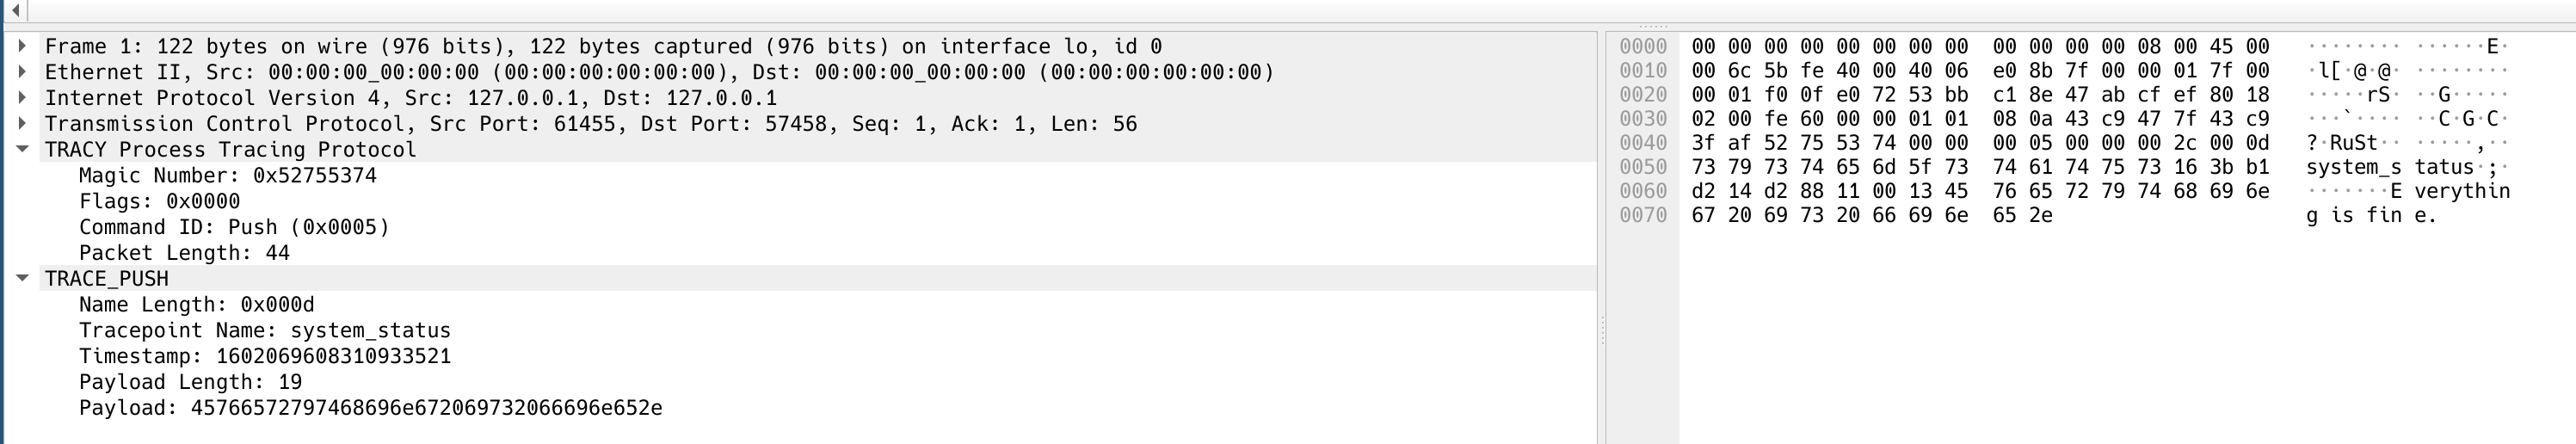 Frame 1: 122 bytes on wire (976 bits), 122 bytes captured (976 bits) on interface lo, id 0
Ethernet II, Src: 00:00:00_00:00:00 (00:00:00:00:00:00), Dst: 00:00:00_00:00:00 (00:00:00:00:00:00)
Internet Protocol Version 4, Src: 127.0.0.1, Dst: 127.0.0.1
Transmission Control Protocol, Src Port: 61455, Dst Port: 57458, Seq: 1, Ack: 1, Len: 56
TRACY Process Tracing Protocol
Magic Number: 0x52755374
Flags: 0x0000
Command ID: Push (0x0005)
Packet Length: 44
TRACE_PUSH
Name Length: 0x000d
Tracepoint Name: system_status
Timestamp: 1602069608310933521
Payload Length: 19
Payload: 45766572797468696e672069732066696e652e
0000 00 00 00 00 00 00 00 00 00 00 00 00 08 00 45 00 ········ ······E·
0010 00 6c 5b fe 40 00 40 06 e0 8b 7f 00 00 01 7f 00 ·l[·@·@· ········
0020 00 01 f0 0f e0 72 53 bb c1 8e 47 ab cf ef 80 18 ·····rS· ··G·····
0030 02 00 fe 60 00 00 01 01 08 0a 43 c9 47 7f 43 c9 ···`···· ··C·G·C·
0040 3f af 52 75 53 74 00 00 00 05 00 00 00 2c 00 0d ?·RuSt·· ·····,··
0050 73 79 73 74 65 6d 5f 73 74 61 74 75 73 16 3b b1 system_s tatus·;·
0060 d2 14 d2 88 11 00 13 45 76 65 72 79 74 68 69 6e ·······E verythin
0070 67 20 69 73 20 66 69 6e 65 2e g is fin e.